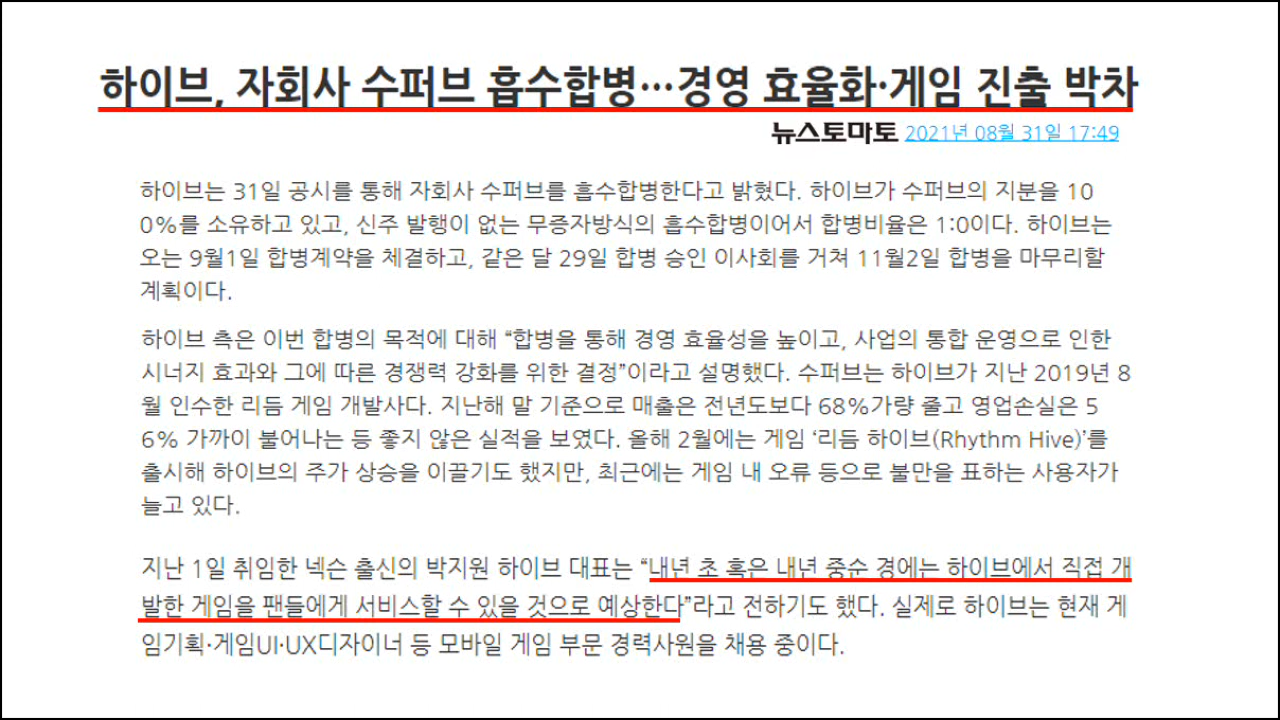 하이브, 자회사 수퍼브 흡수합병…경영 효율화·게임 진출 박차
뉴스토마토 2021년 08월 31일 17:49
하이브는 31일 공시를 통해 자회사 수퍼브를 흡수합병한다고 밝혔다. 하이브가 수퍼브의 지분을 10
0%를 소유하고 있고, 신주 발행이 없는 무증자방식의 흡수합병이어서 합병비율은 1:0이다. 하이브는
오는 9월1일 합병계약을 체결하고, 같은 달 29일 합병 승인 이사회를 거쳐 11월2일 합병을 마무리할
계획이다.
하이브 측은 이번 합병의 목적에 대해 “합병을 통해 경영 효율성을 높이고, 사업의 통합 운영으로 인한
시너지 효과와 그에 따른 경쟁력 강화를 위한 결정”이라고 설명했다. 수퍼브는 하이브가 지난 2019년 8
월 인수한 리듬 게임 개발사다. 지난해 말 기준으로 매출은 전년도보다 68%가량 줄고 영업손실은 5
6% 가까이 불어나는 등 좋지 않은 실적을 보였다. 올해 2월에는 게임 ‘리듬 하이브(Rhythm Hive)’를
출시해 하이브의 주가 상승을 이끌기도 했지만, 최근에는 게임 내 오류 등으로 불만을 표하는 사용자가
늘고 있다.
지난 1일 취임한 넥슨 출신의 박지원 하이브 대표는 “내년 초 혹은 내년 중순 경에는 하이브에서 직접 개
발한 게임을 팬들에게 서비스할 수 있을 것으로 예상한다”라고 전하기도 했다. 실제로 하이브는 현재 게
임기획·게임UI·UX디자이너 등 모바일 게임 부문 경력사원을 채용 중이다.